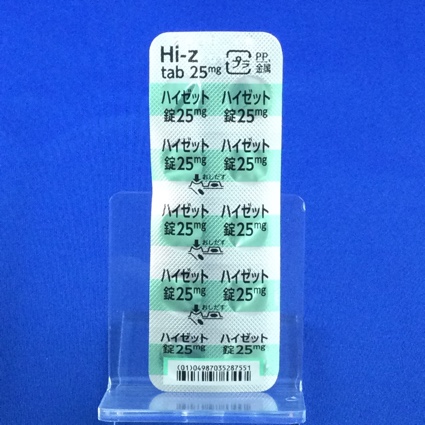 Hi-z
tab 25mg
プラ
PP,
金属
ハイゼット
錠25mg
ハイゼット
錠25mg
ハイゼット
錠25mg
ハイゼット
錠25mg
おしだす
ハイゼット
錠25mg
ハイゼット
錠25mg
おしだす
ハイゼット
錠25mg
ハイゼット
錠25mg
おしだす
ハイゼット
錠25mg
ハイゼット
錠25mg
(01)04987035287551